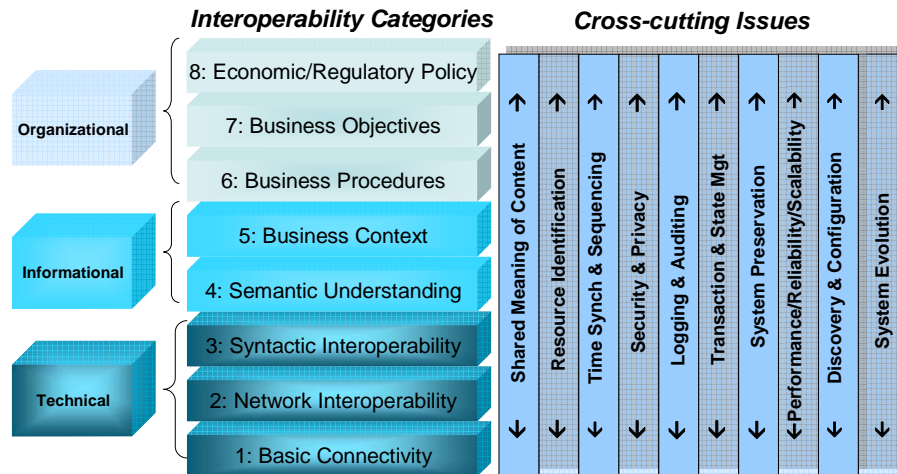 Interoperability Categories
Cross-cutting Issues
Organizational
8: Economic/Regulatory Policy
7: Business Objectives
6: Business Procedures
Informational
5: Business Context
4: Semantic Understanding
Technical
3: Syntactic Interoperability
2: Network Interoperability
1: Basic Connectivity
Shared Meaning of Content
Resource Identification
Time Synch & Sequencing
Security & Privacy
Logging & Auditing
Transaction & State Mgt
System Preservation
Performance/Reliability/Scalability
Discovery & Configuration
System Evolution